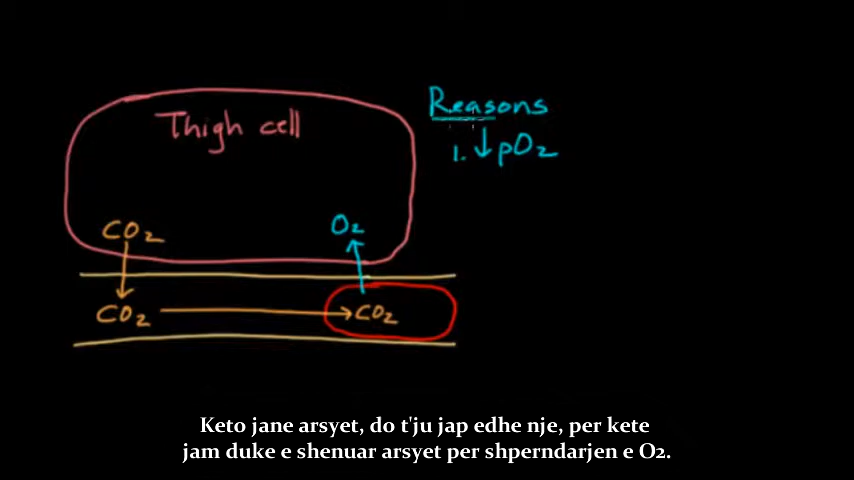 Reasons
Thigh cell
1. ↓ pO₂
CO₂
O₂
CO₂
CO₂
Keto jane arsyet, do t'ju jap edhe nje, per kete
jam duke e shenuar arsyet per shperndarjen e O2.